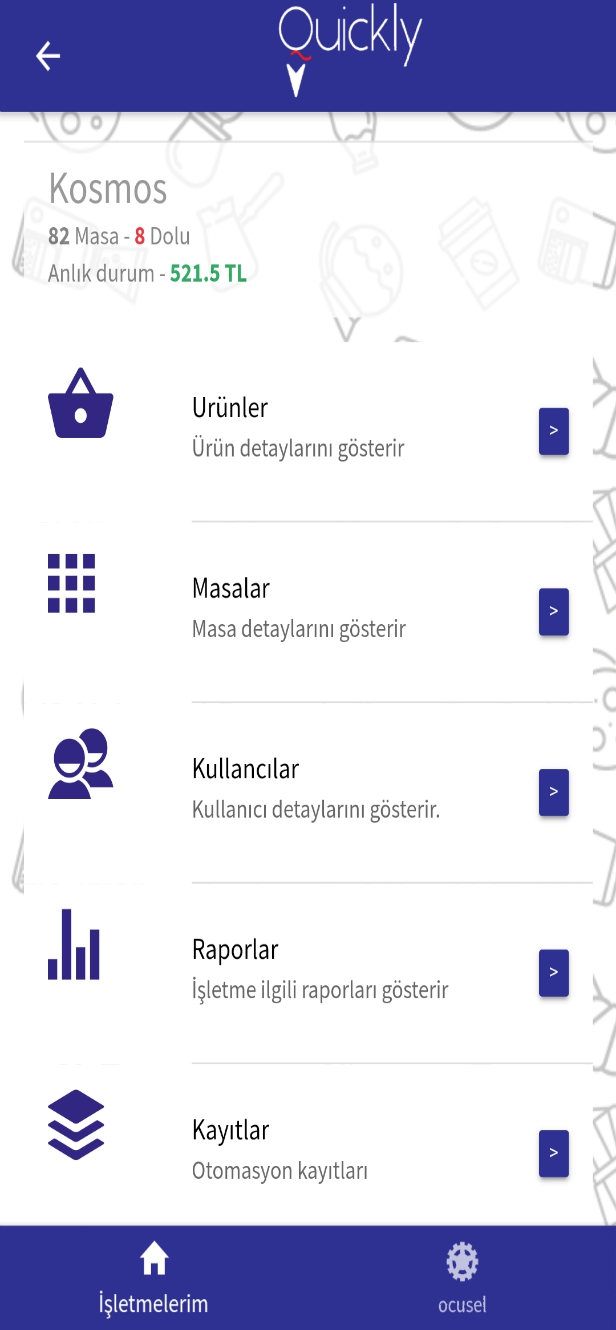 Quickly
Kosmos
82 Masa - 8 Dolu
Anlık durum - 521.5 TL
Urünler
Ürün detaylarını gösterir
>
Masalar
Masa detaylarını gösterir
>
Kullancılar
Kullanıcı detaylarını gösterir.
>
Raporlar
İşletme ilgili raporları gösterir
>
Kayıtlar
Otomasyon kayıtları
>
İşletmelerim
ocusel